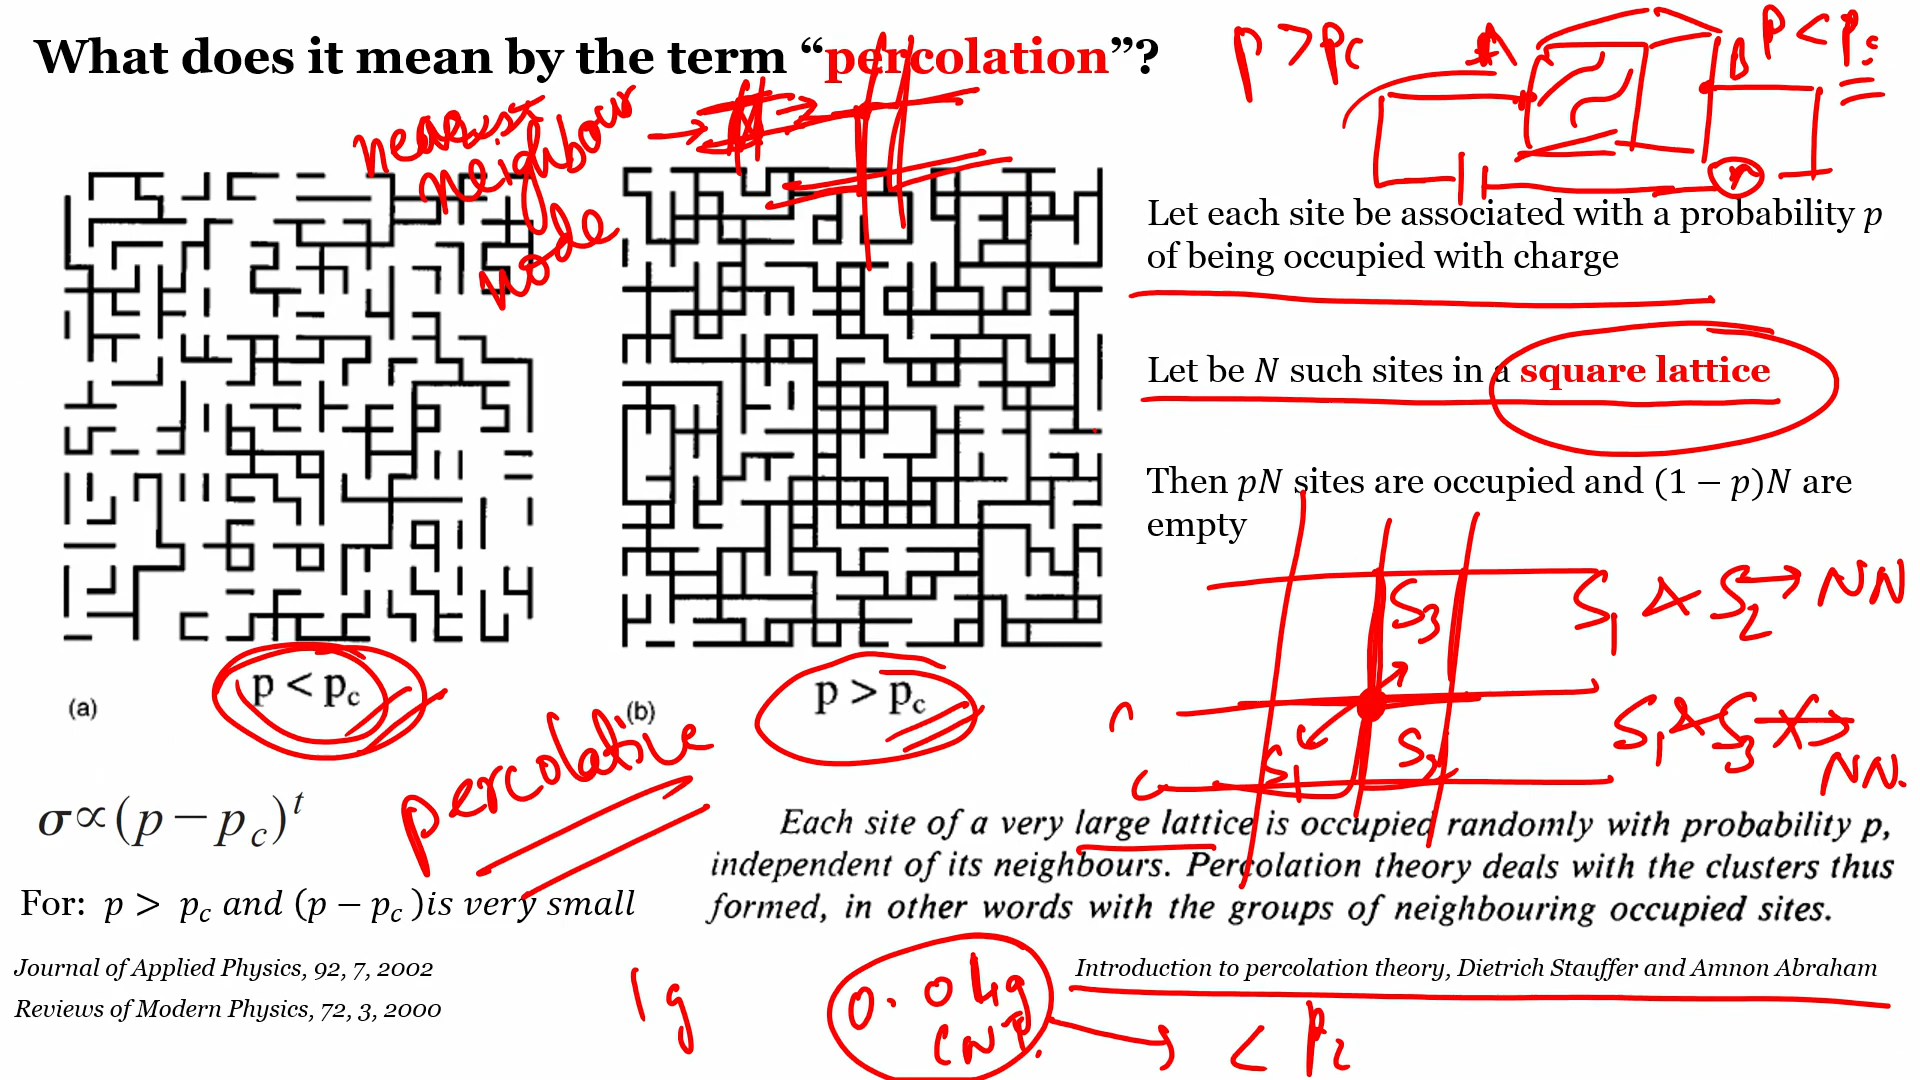 What does it mean by the term “percolation”?
p > pc
A
B
p < pc
nearest
neighbour
node
Let each site be associated with a probability p
of being occupied with charge
Let be N such sites in a square lattice
Then pN sites are occupied and (1 − p)N are
empty
S3
S1 & S2 → NN
S1
S2
S1 & S3
NN.
p < pc
p > pc
(a)
(b)
percolative
σ∝(p−pc)^t
For: p > pc and (p − pc)is very small
Each site of a very large lattice is occupied randomly with probability p,
independent of its neighbours. Percolation theory deals with the clusters thus
formed, in other words with the groups of neighbouring occupied sites.
Journal of Applied Physics, 92, 7, 2002
Reviews of Modern Physics, 72, 3, 2000
Introduction to percolation theory, Dietrich Stauffer and Amnon Abraham
1g
0.04g
CNT.
< Pc